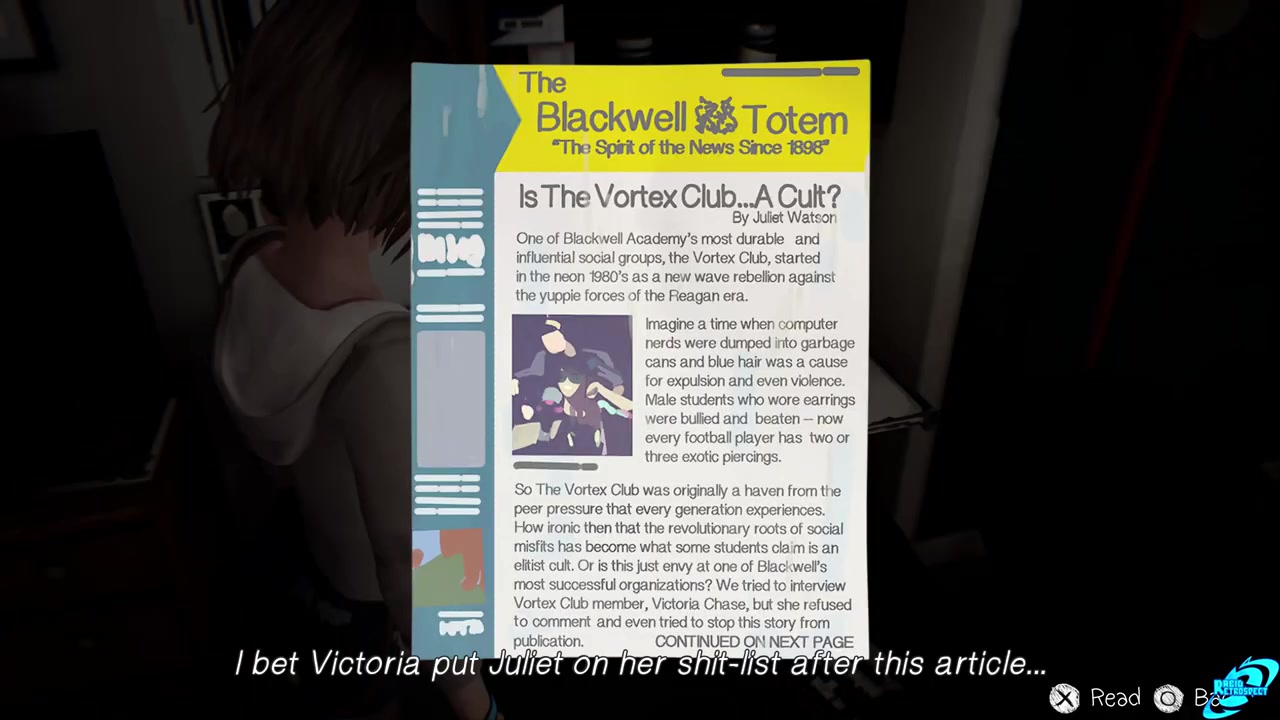 The
Blackwell Totem
"The Spirit of the News Since 1898"
Is The Vortex Club...A Cult?
By Juliet Watson
One of Blackwell Academy's most durable and
influential social groups, the Vortex Club, started
in the neon 1980's as a new wave rebellion against
the yuppie forces of the Reagan era.
Imagine a time when computer
nerds were dumped into garbage
cans and blue hair was a cause
for expulsion and even violence.
Male students who wore earrings
were bullied and beaten – now
every football player has two or
three exotic piercings.
So The Vortex Club was originally a haven from the
peer pressure that every generation experiences.
How ironic then that the revolutionary roots of social
misfits has become what some students claim is an
elitist cult. Or is this just envy at one of Blackwell's
most successful organizations? We tried to interview
Vortex Club member, Victoria Chase, but she refused
to comment and even tried to stop this story from
publication. CONTINUED ON NEXT PAGE
I bet Victoria put Juliet on her shit-list after this article...
Read
RETROSPECT